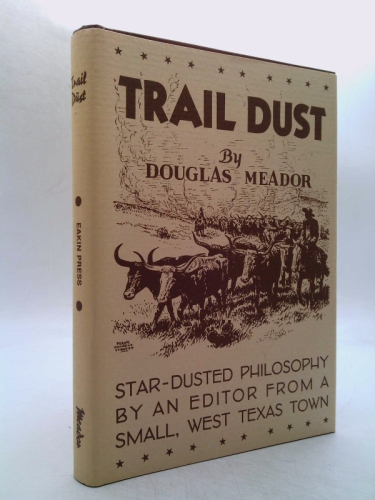 TRAIL DUST
By
DOUGLAS MEADOR
STAR-DUSTED PHILOSOPHY
BY AN EDITOR FROM A
SMALL, WEST TEXAS TOWN
Trail
Dust
EAKIN PRESS
Meador